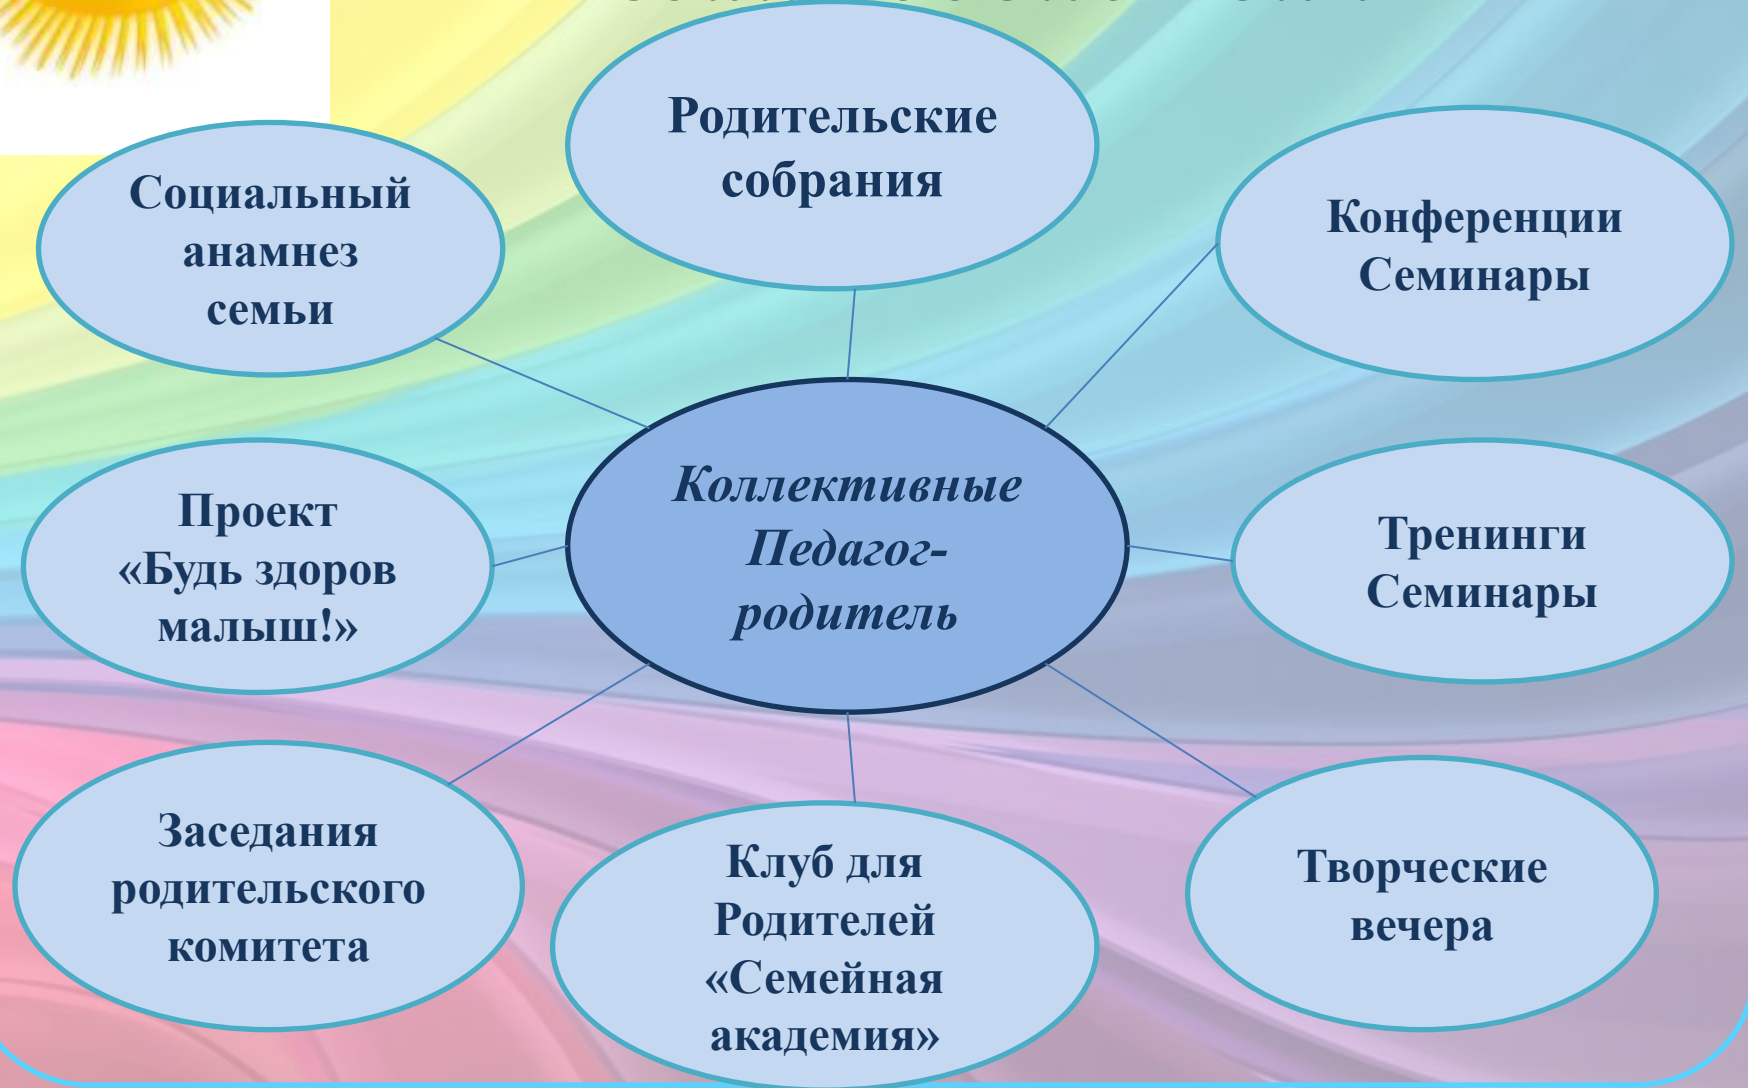 Родительские
собрания
Социальный
анамнез
семьи
Конференции
Семинары
Коллективные
Педагог-
родитель
Проект
«Будь здоров
малыш!»
Тренинги
Семинары
Заседания
родительского
комитета
Клуб для
Родителей
«Семейная
академия»
Творческие
вечера